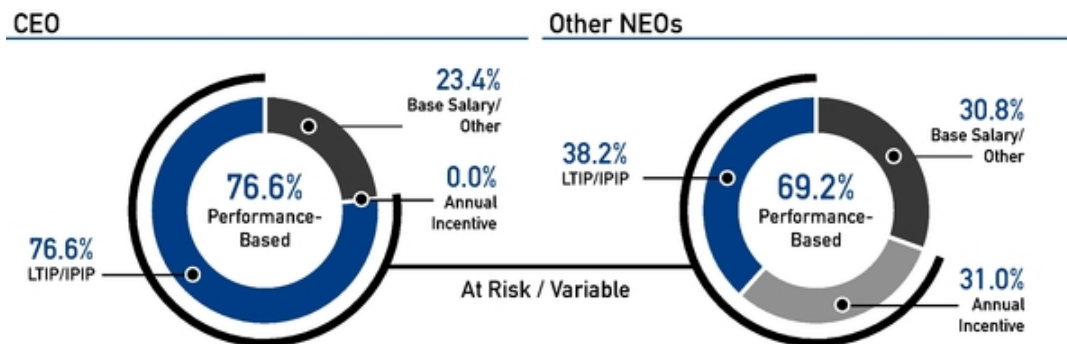 CEO
23.4%
Base Salary/
Other
0.0%
Annual
Incentive
76.6%
Performance-
Based
76.6%
LTIP/IPIP
At Risk / Variable
Other NEOs
30.8%
Base Salary/
Other
38.2%
LTIP/IPIP
69.2%
Performance-
Based
31.0%
Annual
Incentive